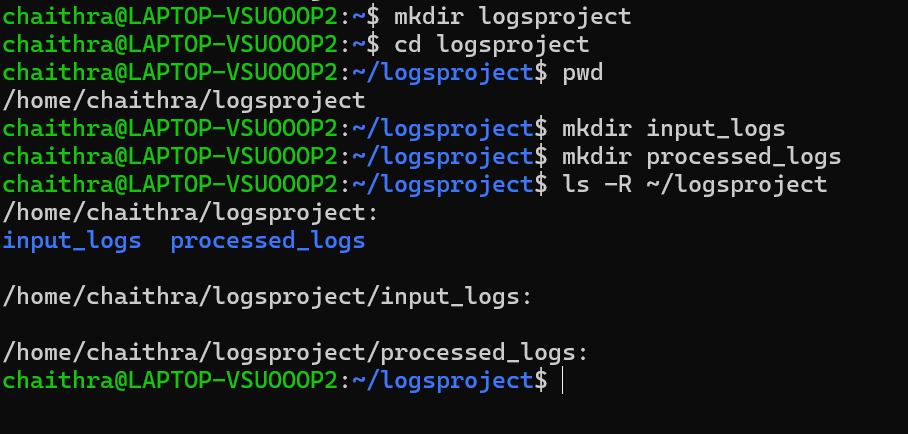 chaithra@LAPTOP-VSUOOOP2:~$ mkdir logsproject
chaithra@LAPTOP-VSUOOOP2:~$ cd logsproject
chaithra@LAPTOP-VSUOOOP2:~/logsproject$ pwd
/home/chaithra/logsproject
chaithra@LAPTOP-VSUOOOP2:~/logsproject$ mkdir input_logs
chaithra@LAPTOP-VSUOOOP2:~/logsproject$ mkdir processed_logs
chaithra@LAPTOP-VSUOOOP2:~/logsproject$ ls -R ~/logsproject
/home/chaithra/logsproject:
input_logs  processed_logs

/home/chaithra/logsproject/input_logs:

/home/chaithra/logsproject/processed_logs:
chaithra@LAPTOP-VSUOOOP2:~/logsproject$